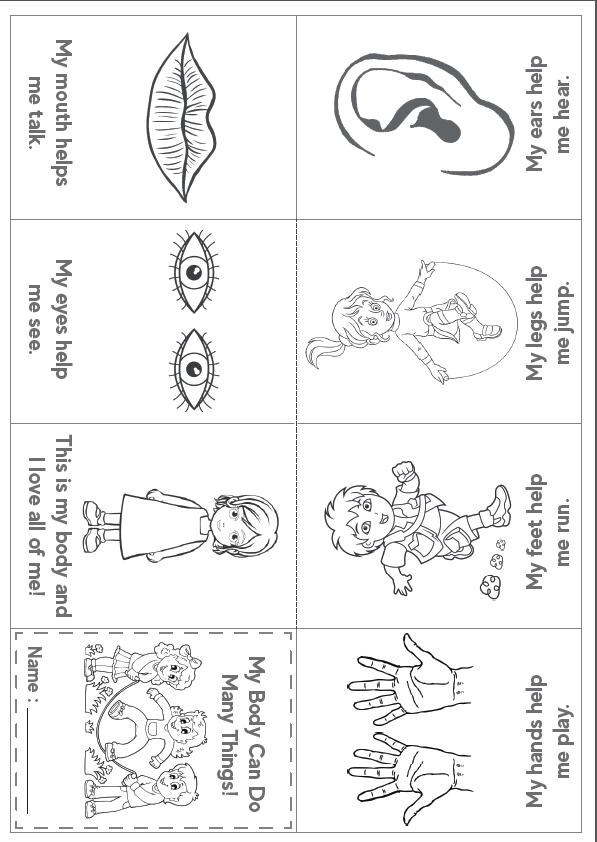 My Body Can Do
Many Things!
Name :
My mouth helps
me talk.
My eyes help
me see.
This is my body and
I love all of me!
My ears help
me hear.
My legs help
me jump.
My feet help
me run.
My hands help
me play.